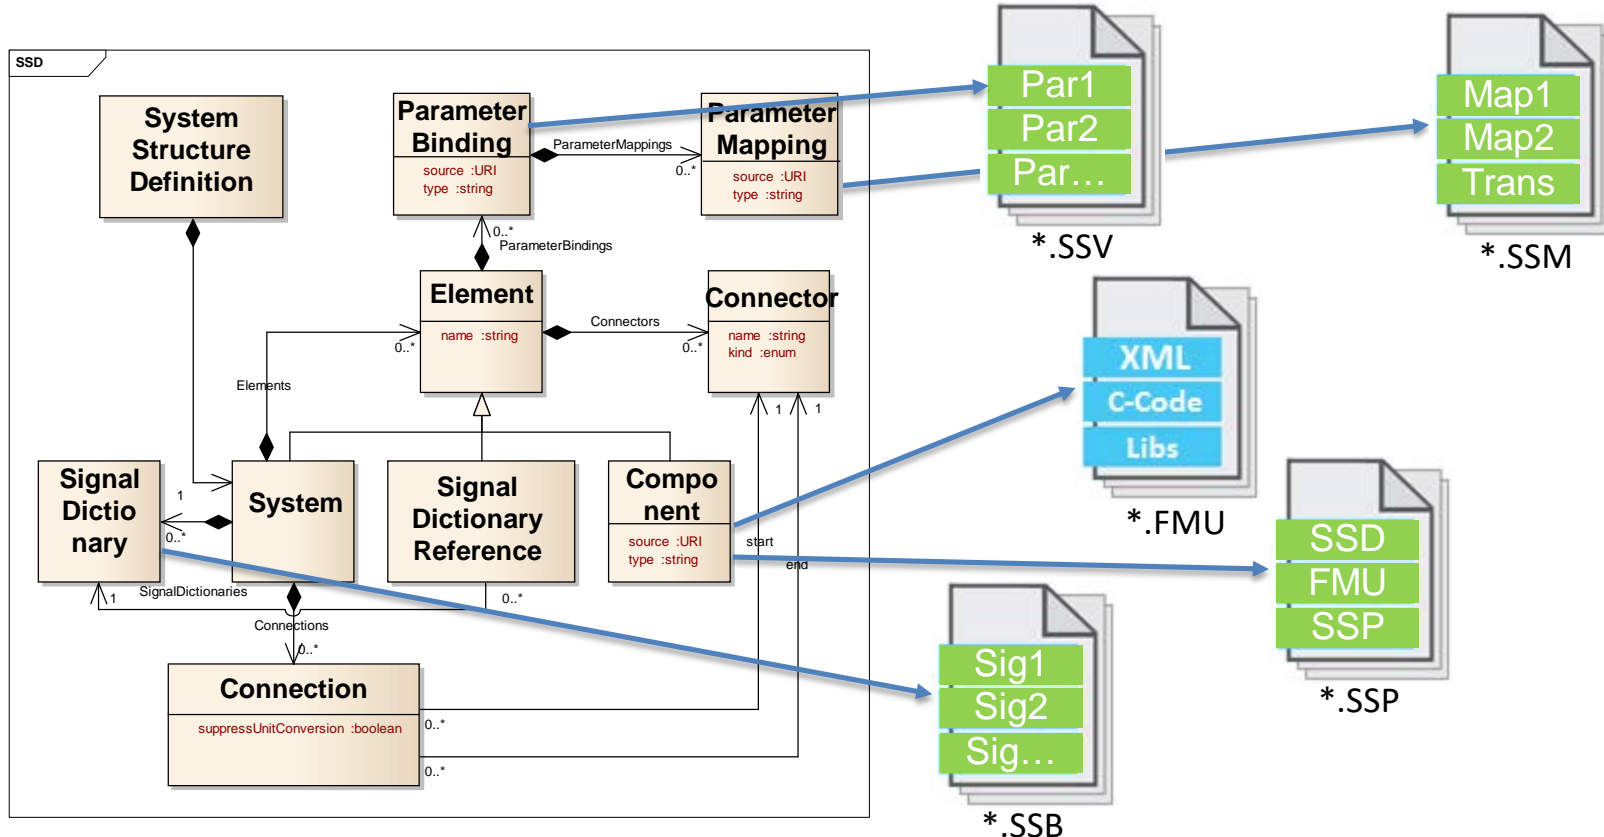 SSD
System
Structure
Definition
Parameter
Binding
source :URI
type :string
ParameterMappings
0..*
Parameter
Mapping
source :URI
type :string
Par1
Par2
Par...
*.SSV
Map1
Map2
Trans
*.SSM
0..*
ParameterBindings
Element
name :string
Connectors
0..*
0..*
Connector
name :string
kind :enum
Elements
1
1
XML
C-Code
Libs
*.FMU
Signal
Dictio
nary
1
0..*
System
Signal
Dictionary
Reference
Compo
nent
source :URI
type :string
start
end
SSD
FMU
SSP
*.SSP
1
SignalDictionaries
0..*
Connections
0..*
Connection
suppressUnitConversion :boolean
0..*
0..*
Sig1
Sig2
Sig...
*.SSB